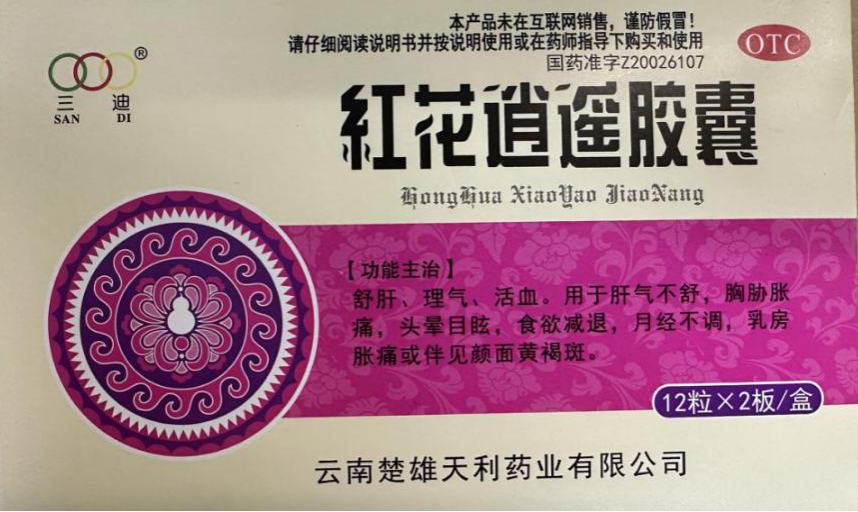 本产品未在互联网销售，谨防假冒！
请仔细阅读说明书并按说明使用或在药师指导下购买和使用
OTC
国药准字Z20026107
®
三 迪
SAN DI
紅花逍遥胶囊
HongHua XiaoYao JiaoNang
【功能主治】
舒肝、理气、活血。用于肝气不舒，胸胁胀
痛，头晕目眩，食欲减退，月经不调，乳房
胀痛或伴见颜面黄褐斑。
12粒×2板/盒
云南楚雄天利药业有限公司